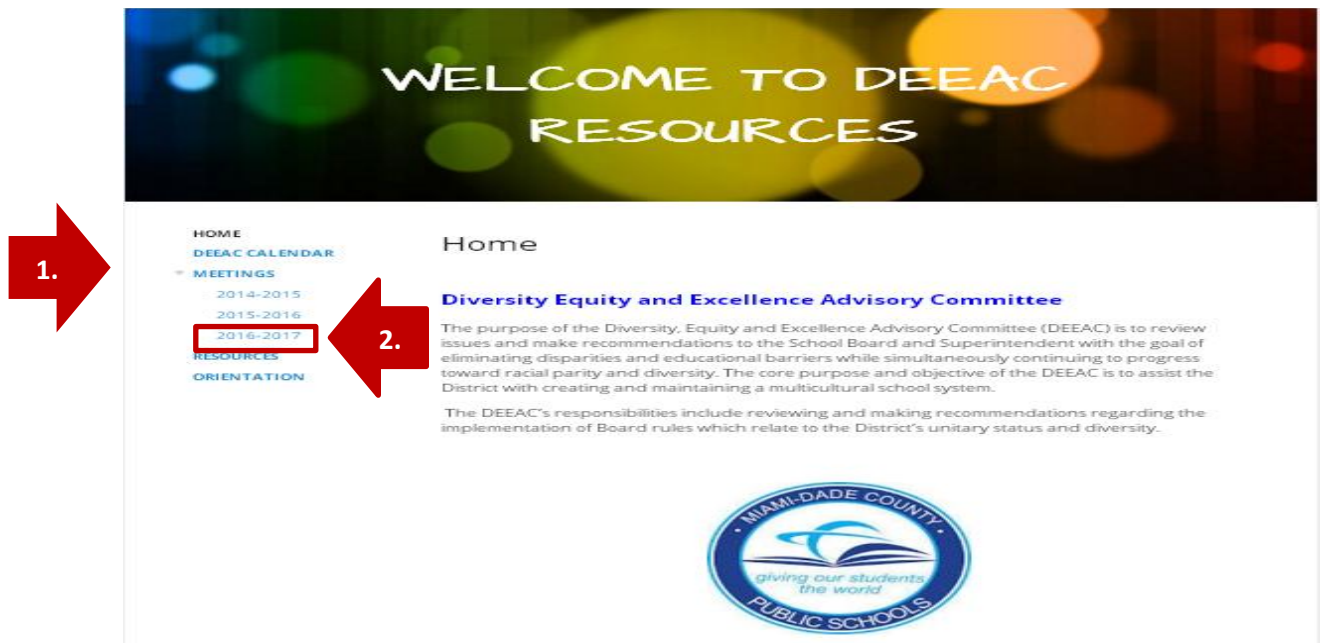 WELCOME TO DEEAC
RESOURCES
1.
HOME
DEEAC CALENDAR
MEETINGS
2014-2015
2015-2016
2016-2017
RESOURCES
ORIENTATION
2.
Home
Diversity Equity and Excellence Advisory Committee
The purpose of the Diversity, Equity and Excellence Advisory Committee (DEEAC) is to review
issues and make recommendations to the School Board and Superintendent with the goal of
eliminating disparities and educational barriers while simultaneously continuing to progress
toward racial parity and diversity. The core purpose and objective of the DEEAC is to assist the
District with creating and maintaining a multicultural school system.
The DEEAC's responsibilities include reviewing and making recommendations regarding the
implementation of Board rules which relate to the District's unitary status and diversity.
MIAMI-DADE COUNTY
giving our students
the world
PUBLIC SCHOOLS